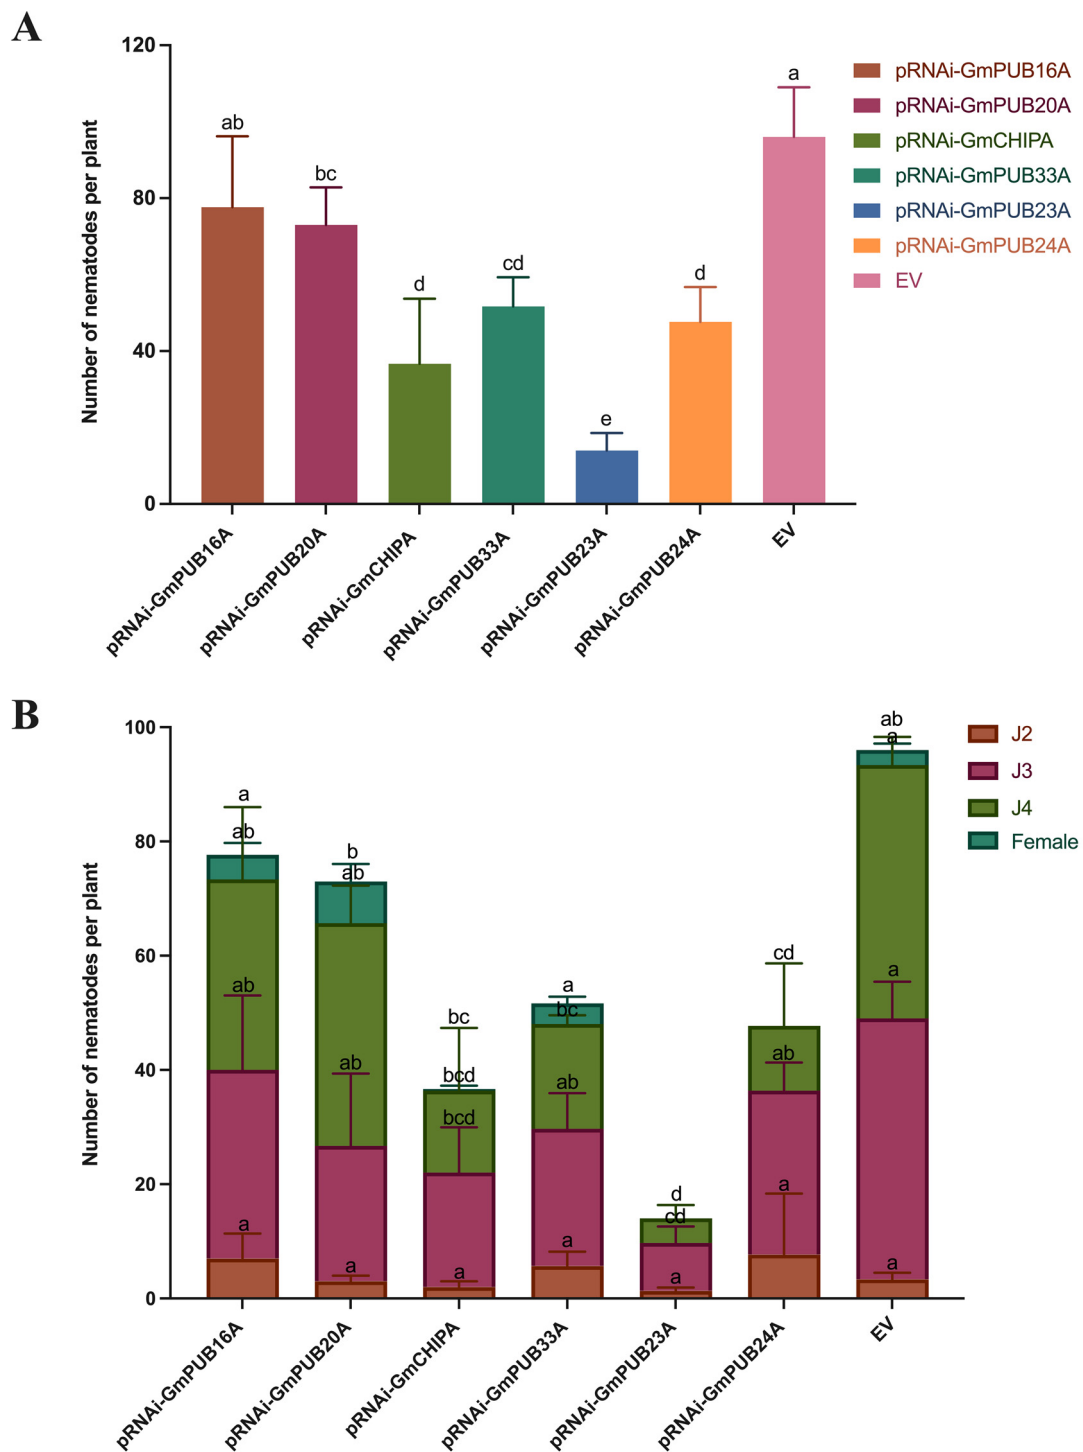 A
Number of nematodes per plant
120
80
40
0
ab
bc
d
cd
e
d
a
pRNAi-GmPUB16A
pRNAi-GmPUB20A
pRNAi-GmCHIPA
pRNAi-GmPUB33A
pRNAi-GmPUB23A
pRNAi-GmPUB24A
EV
pRNAi-GmPUB16A
pRNAi-GmPUB20A
pRNAi-GmCHIPA
pRNAi-GmPUB33A
pRNAi-GmPUB23A
pRNAi-GmPUB24A
EV
B
Number of nematodes per plant
100
80
60
40
20
0
a
ab
ab
a
b
ab
ab
a
bc
bcd
bcd
a
a
bc
ab
a
d
cd
a
cd
ab
a
ab
a
a
a
J2
J3
J4
Female
pRNAi-GmPUB16A
pRNAi-GmPUB20A
pRNAi-GmCHIPA
pRNAi-GmPUB33A
pRNAi-GmPUB23A
pRNAi-GmPUB24A
EV